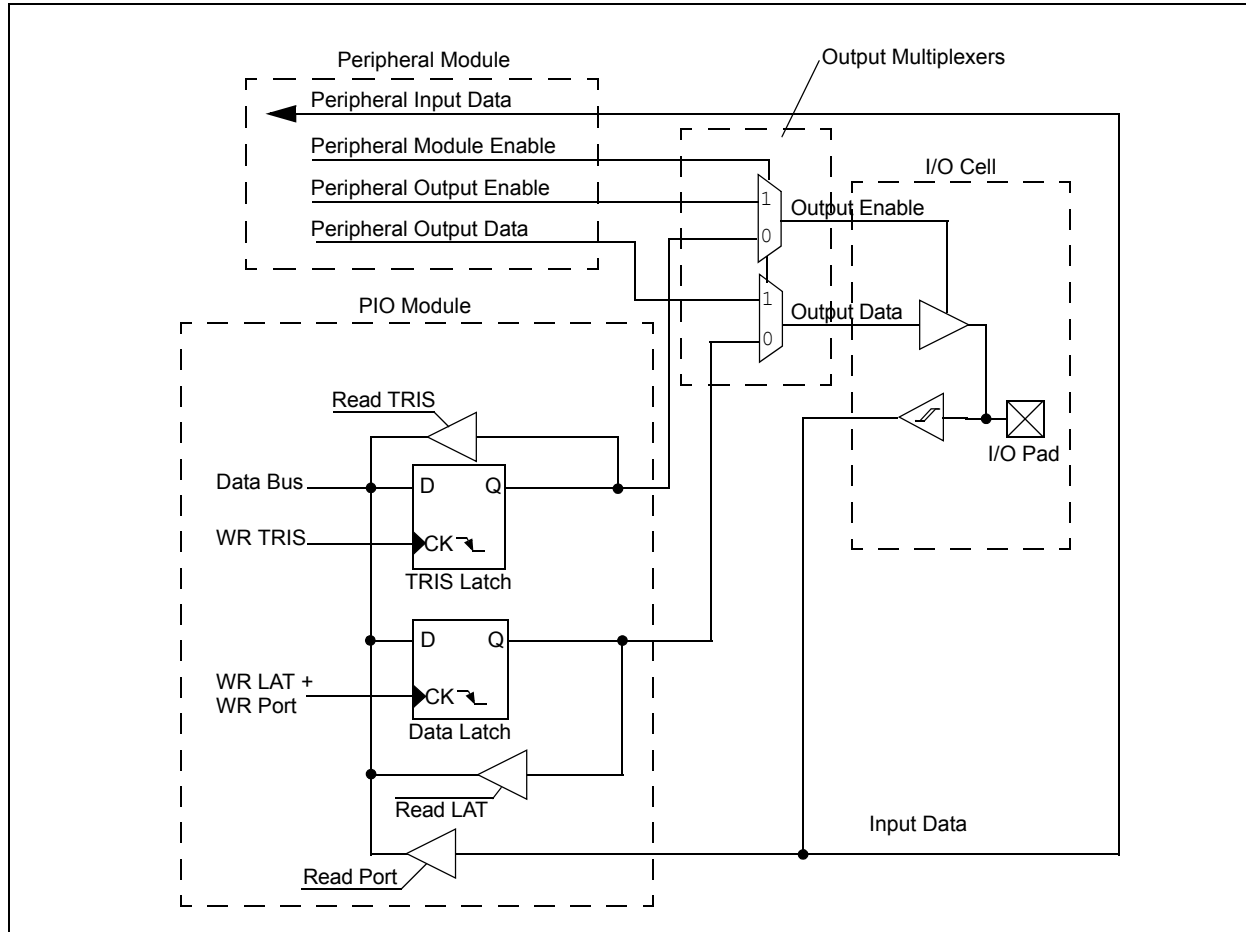 Peripheral Module
Output Multiplexers
Peripheral Input Data
Peripheral Module Enable
I/O Cell
Peripheral Output Enable
1
Output Enable
Peripheral Output Data
0
1
PIO Module
Output Data
0
Read TRIS
I/O Pad
Data Bus
D
Q
WR TRIS
CK
TRIS Latch
D
Q
WR LAT +
WR Port
CK
Data Latch
Read LAT
Input Data
Read Port